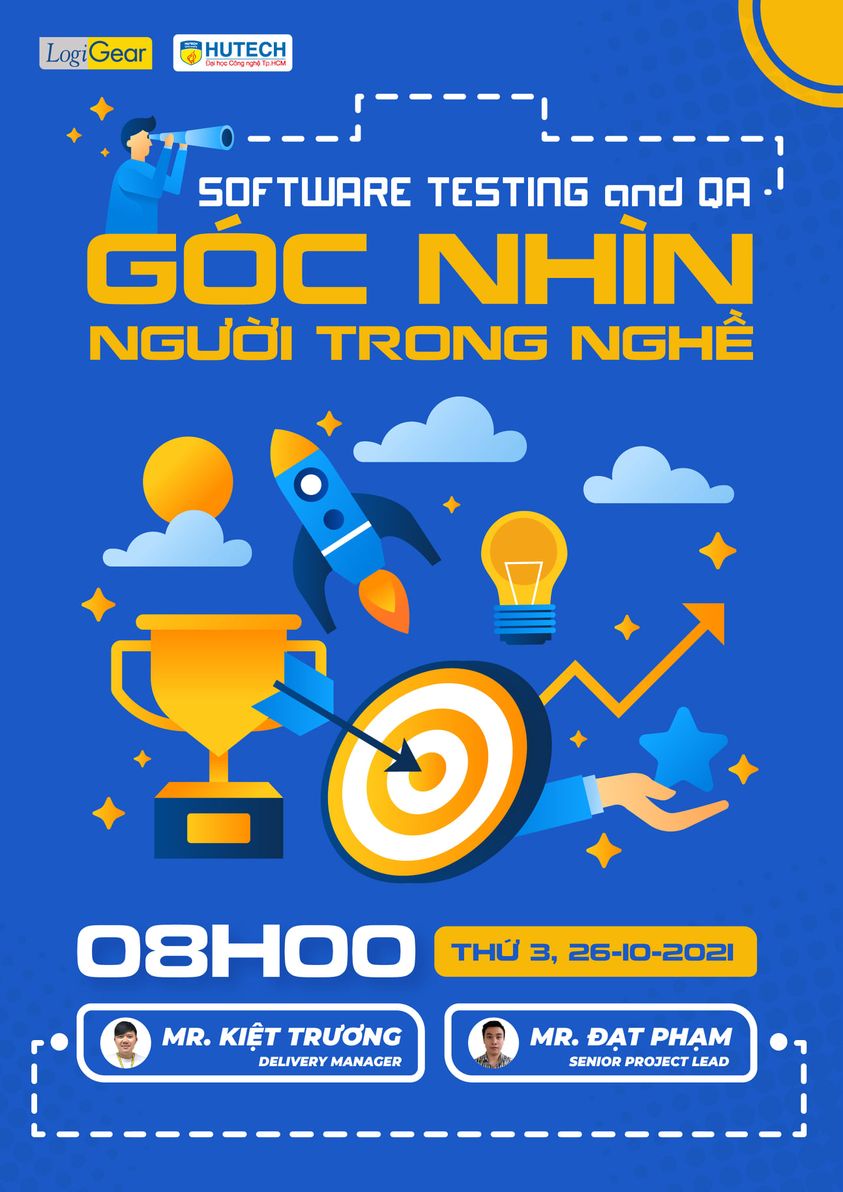 LogiGear
HUTECH
Đại học Công nghệ Tp.HCM
SOFTWARE TESTING and QA
GÓC NHÌN
NGƯỜI TRONG NGHỀ
08H00
THỨ 3, 26-10-2021
MR. KIỆT TRƯƠNG
DELIVERY MANAGER
MR. ĐẠT PHẠM
SENIOR PROJECT LEAD